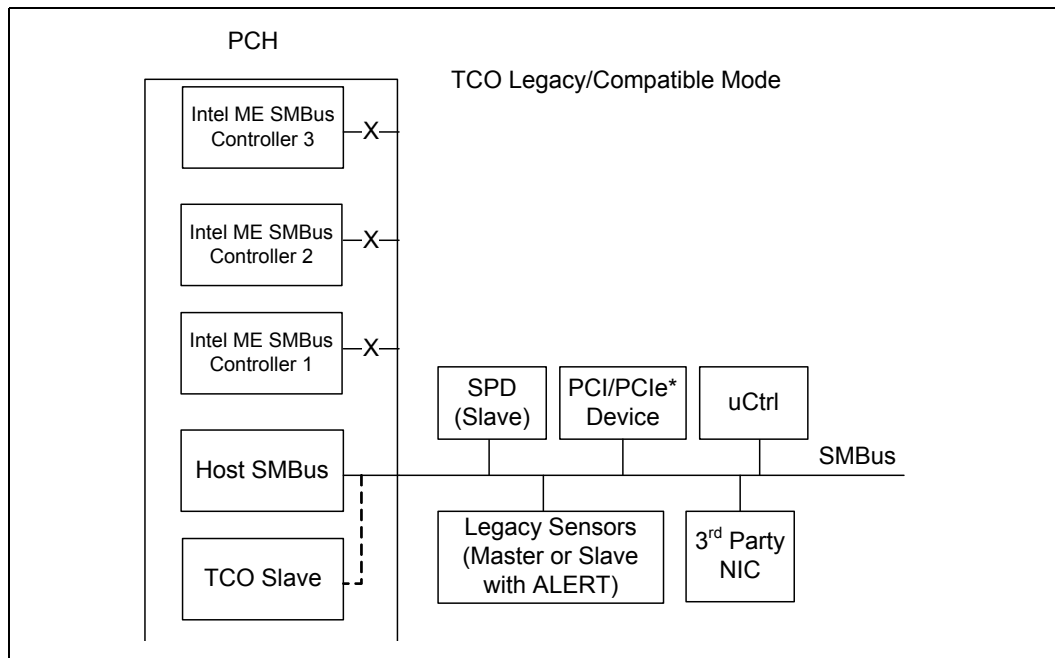 PCH
TCO Legacy/Compatible Mode
Intel ME SMBus
Controller 3
X
Intel ME SMBus
Controller 2
X
Intel ME SMBus
Controller 1
X
SPD
(Slave)
PCI/PCIe*
Device
uCtrl
Host SMBus
SMBus
Legacy Sensors
(Master or Slave
with ALERT)
3rd Party
NIC
TCO Slave